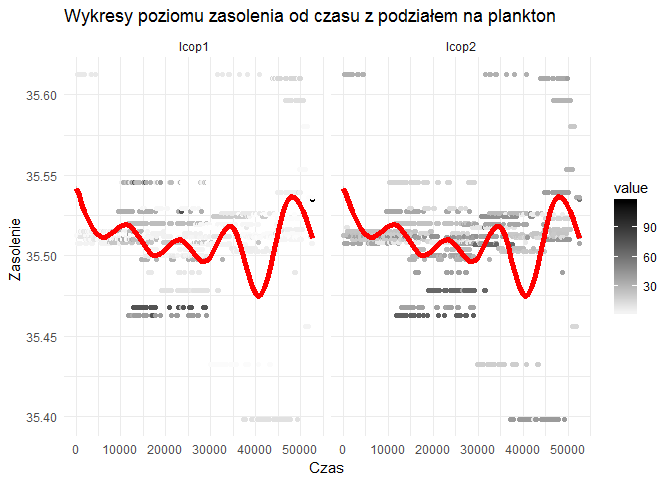 Wykresy poziomu zasolenia od czasu z podziałem na plankton
lcop1
lcop2
35.60
35.55
35.50
35.45
35.40
Zasolenie
0 10000 20000 30000 40000 50000
0 10000 20000 30000 40000 50000
Czas
value
90
60
30